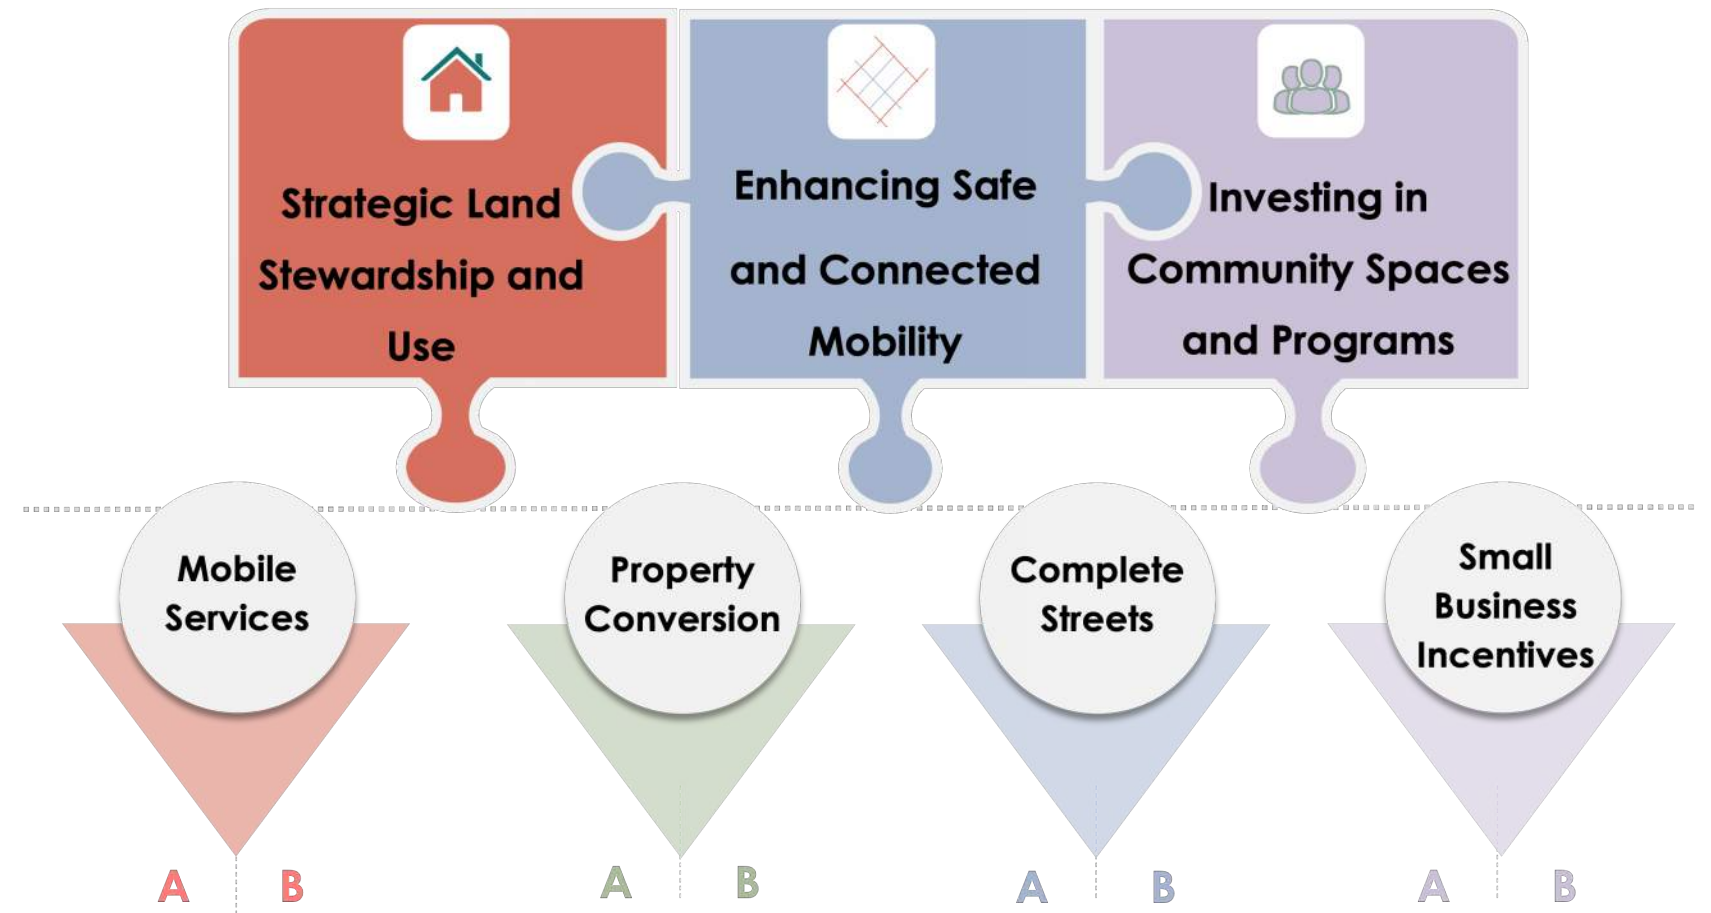 Strategic Land
Stewardship and
Use
Enhancing Safe
and Connected
Mobility
Investing in
Community Spaces
and Programs
Mobile
Services
Property
Conversion
Complete
Streets
Small
Business
Incentives
A B
A B
A B
A B